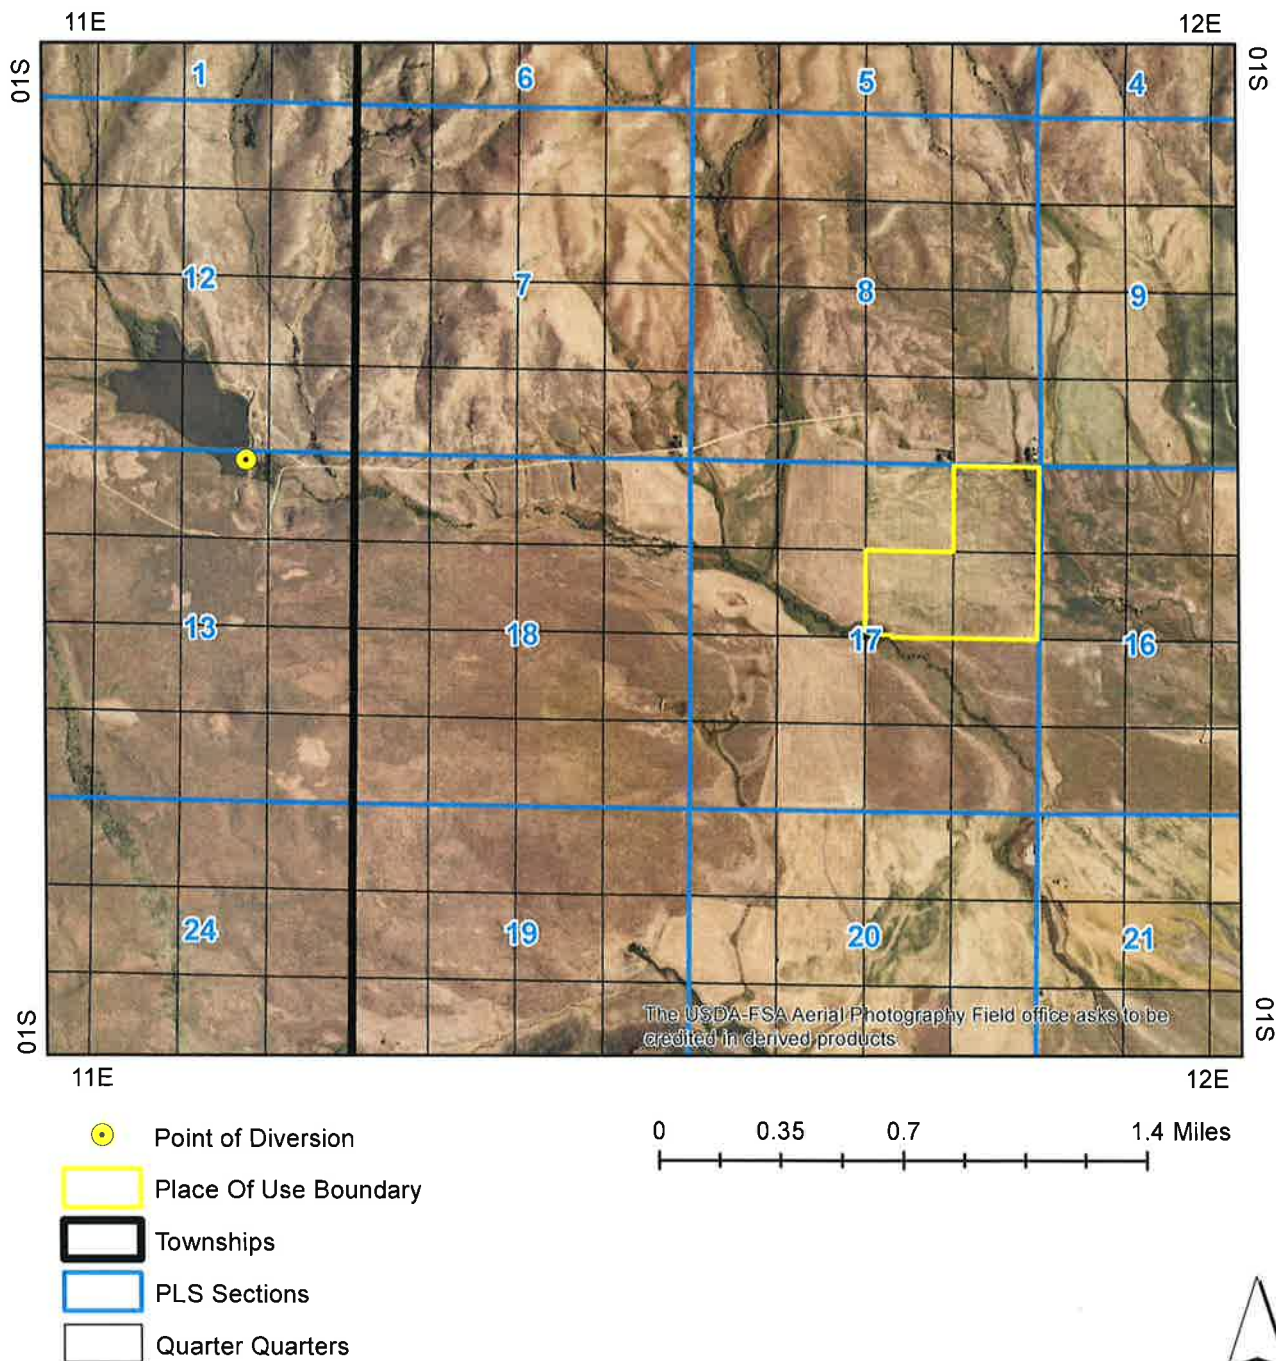 11E 12E
01S 01S
1 6 5 4
12 7 8 9
13 18 17 16
24 19 20 21
The USDA-FSA Aerial Photography Field office asks to be
credited in derived products.
01S 01S
11E 12E
0 0.35 0.7 1.4 Miles
Point of Diversion
Place Of Use Boundary
Townships
PLS Sections
Quarter Quarters